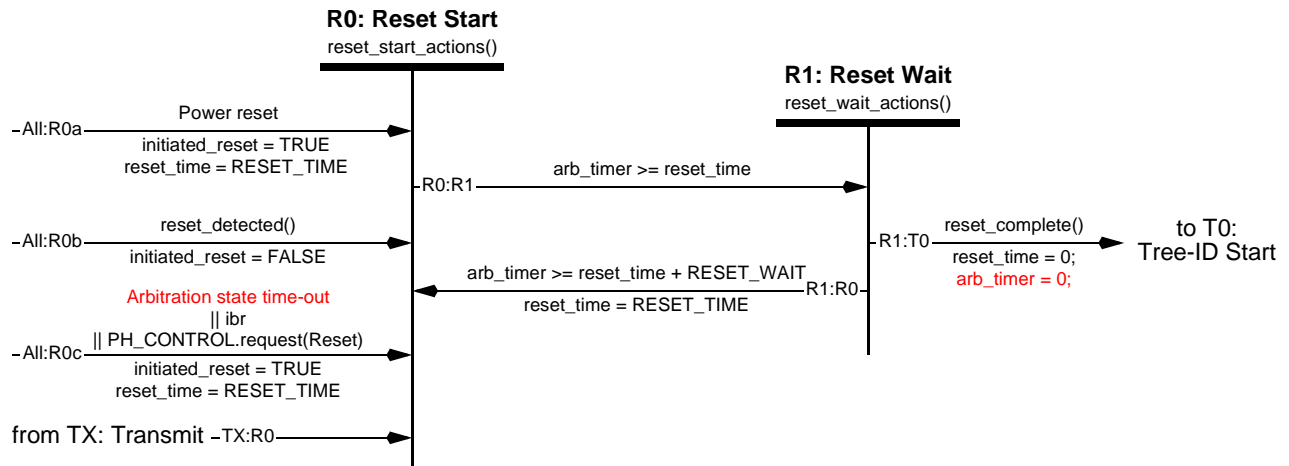 R0: Reset Start
reset_start_actions()
R1: Reset Wait
reset_wait_actions()
Power reset
All:R0a
initiated_reset = TRUE
reset_time = RESET_TIME
R0:R1
arb_timer >= reset_time
reset_detected()
All:R0b
initiated_reset = FALSE
R1:T0
reset_complete()
reset_time = 0;
arb_timer = 0;
to T0:
Tree-ID Start
arb_timer >= reset_time + RESET_WAIT
R1:R0
reset_time = RESET_TIME
Arbitration state time-out
|| ibr
|| PH_CONTROL.request(Reset)
All:R0c
initiated_reset = TRUE
reset_time = RESET_TIME
from TX: Transmit
TX:R0